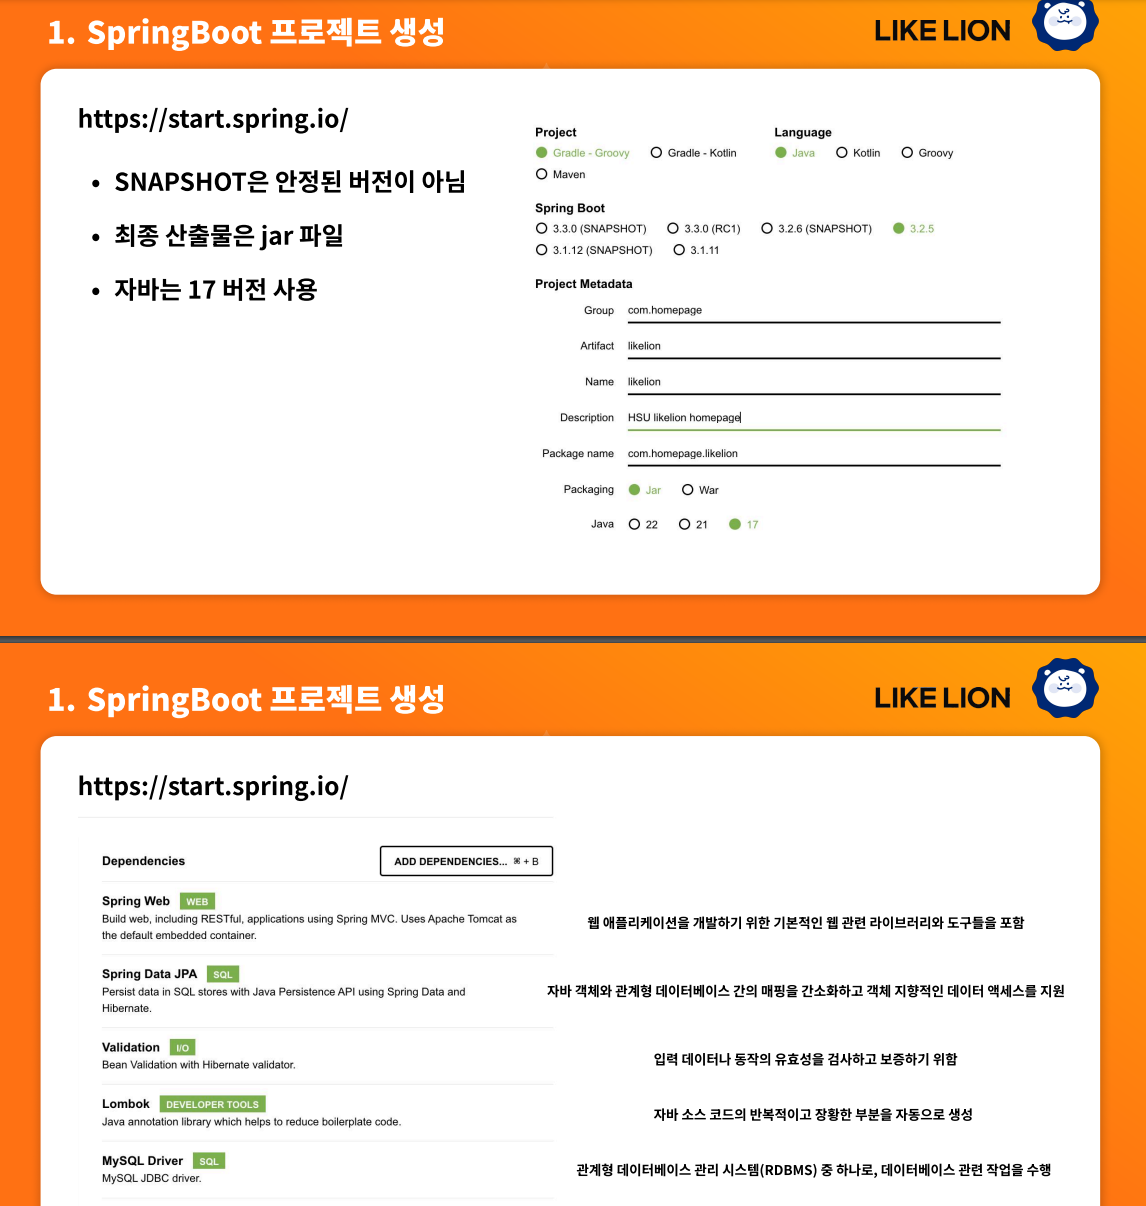 1. SpringBoot 프로젝트 생성
LIKE LION
https://start.spring.io/
• SNAPSHOT은 안정된 버전이 아님
• 최종 산출물은 jar 파일
• 자바는 17 버전 사용
Project
Gradle - Groovy Gradle - Kotlin
Maven
Language
Java Kotlin Groovy
Spring Boot
3.3.0 (SNAPSHOT) 3.3.0 (RC1) 3.2.6 (SNAPSHOT) 3.2.5
3.1.12 (SNAPSHOT) 3.1.11
Project Metadata
Group com.homepage
Artifact likelion
Name likelion
Description HSU likelion homepage
Package name com.homepage.likelion
Packaging Jar War
Java 22 21 17
1. SpringBoot 프로젝트 생성
LIKE LION
https://start.spring.io/
Dependencies ADD DEPENDENCIES... ⌘ + B
Spring Web WEB
Build web, including RESTful, applications using Spring MVC. Uses Apache Tomcat as
the default embedded container.
웹 애플리케이션을 개발하기 위한 기본적인 웹 관련 라이브러리와 도구들을 포함
Spring Data JPA SQL
Persist data in SQL stores with Java Persistence API using Spring Data and
Hibernate.
자바 객체와 관계형 데이터베이스 간의 매핑을 간소화하고 객체 지향적인 데이터 액세스를 지원
Validation I/O
Bean Validation with Hibernate validator.
입력 데이터나 동작의 유효성을 검사하고 보증하기 위함
Lombok DEVELOPER TOOLS
Java annotation library which helps to reduce boilerplate code.
자바 소스 코드의 반복적이고 장황한 부분을 자동으로 생성
MySQL Driver SQL
MySQL JDBC driver.
관계형 데이터베이스 관리 시스템(RDBMS) 중 하나로, 데이터베이스 관련 작업을 수행